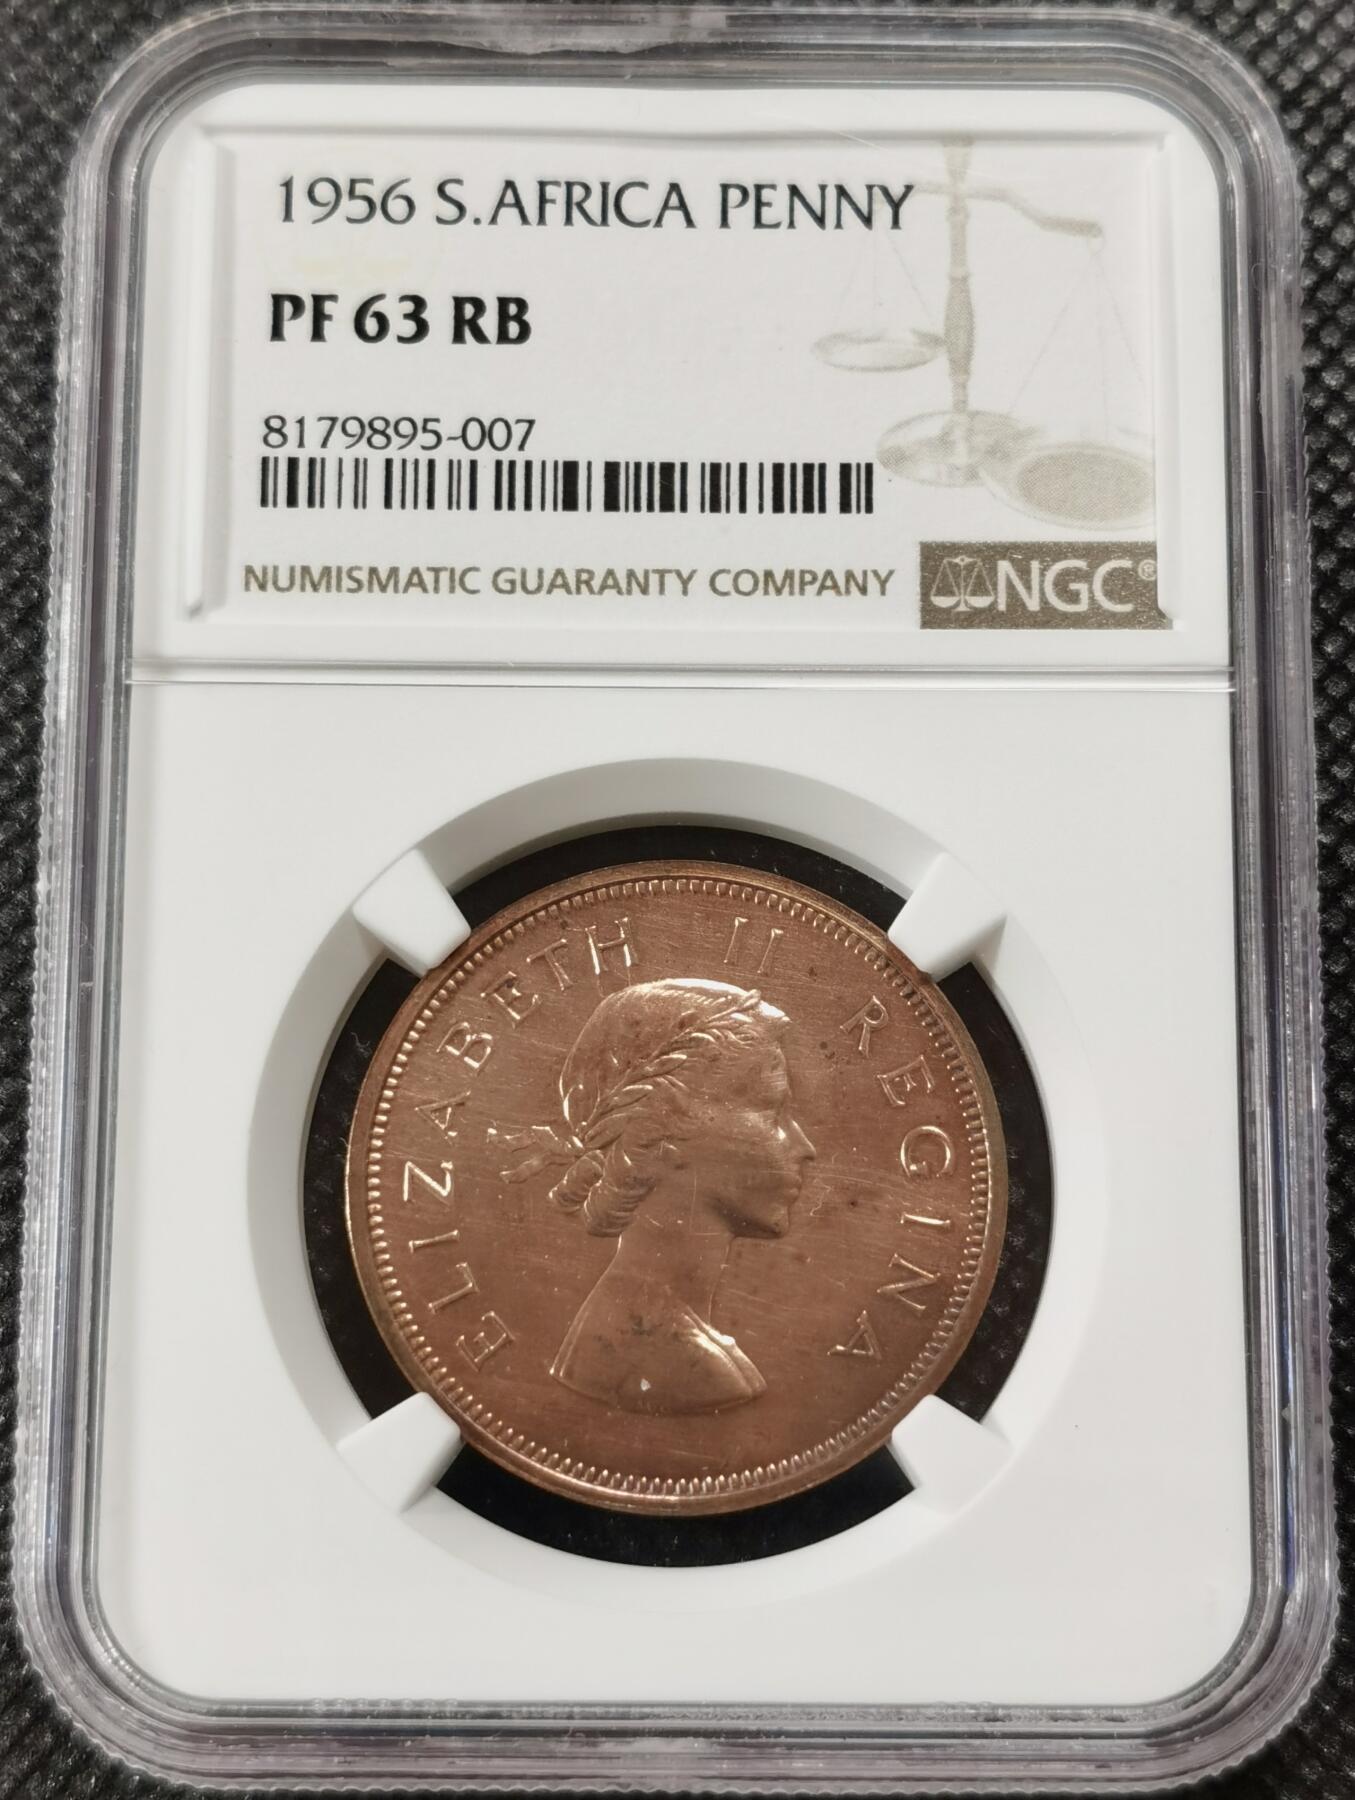 1956 S.AFRICA PENNY
PF 63 RB
8179895-007
NUMISMATIC GUARANTY COMPANY
NGC®
ELIZABETH II REGINA